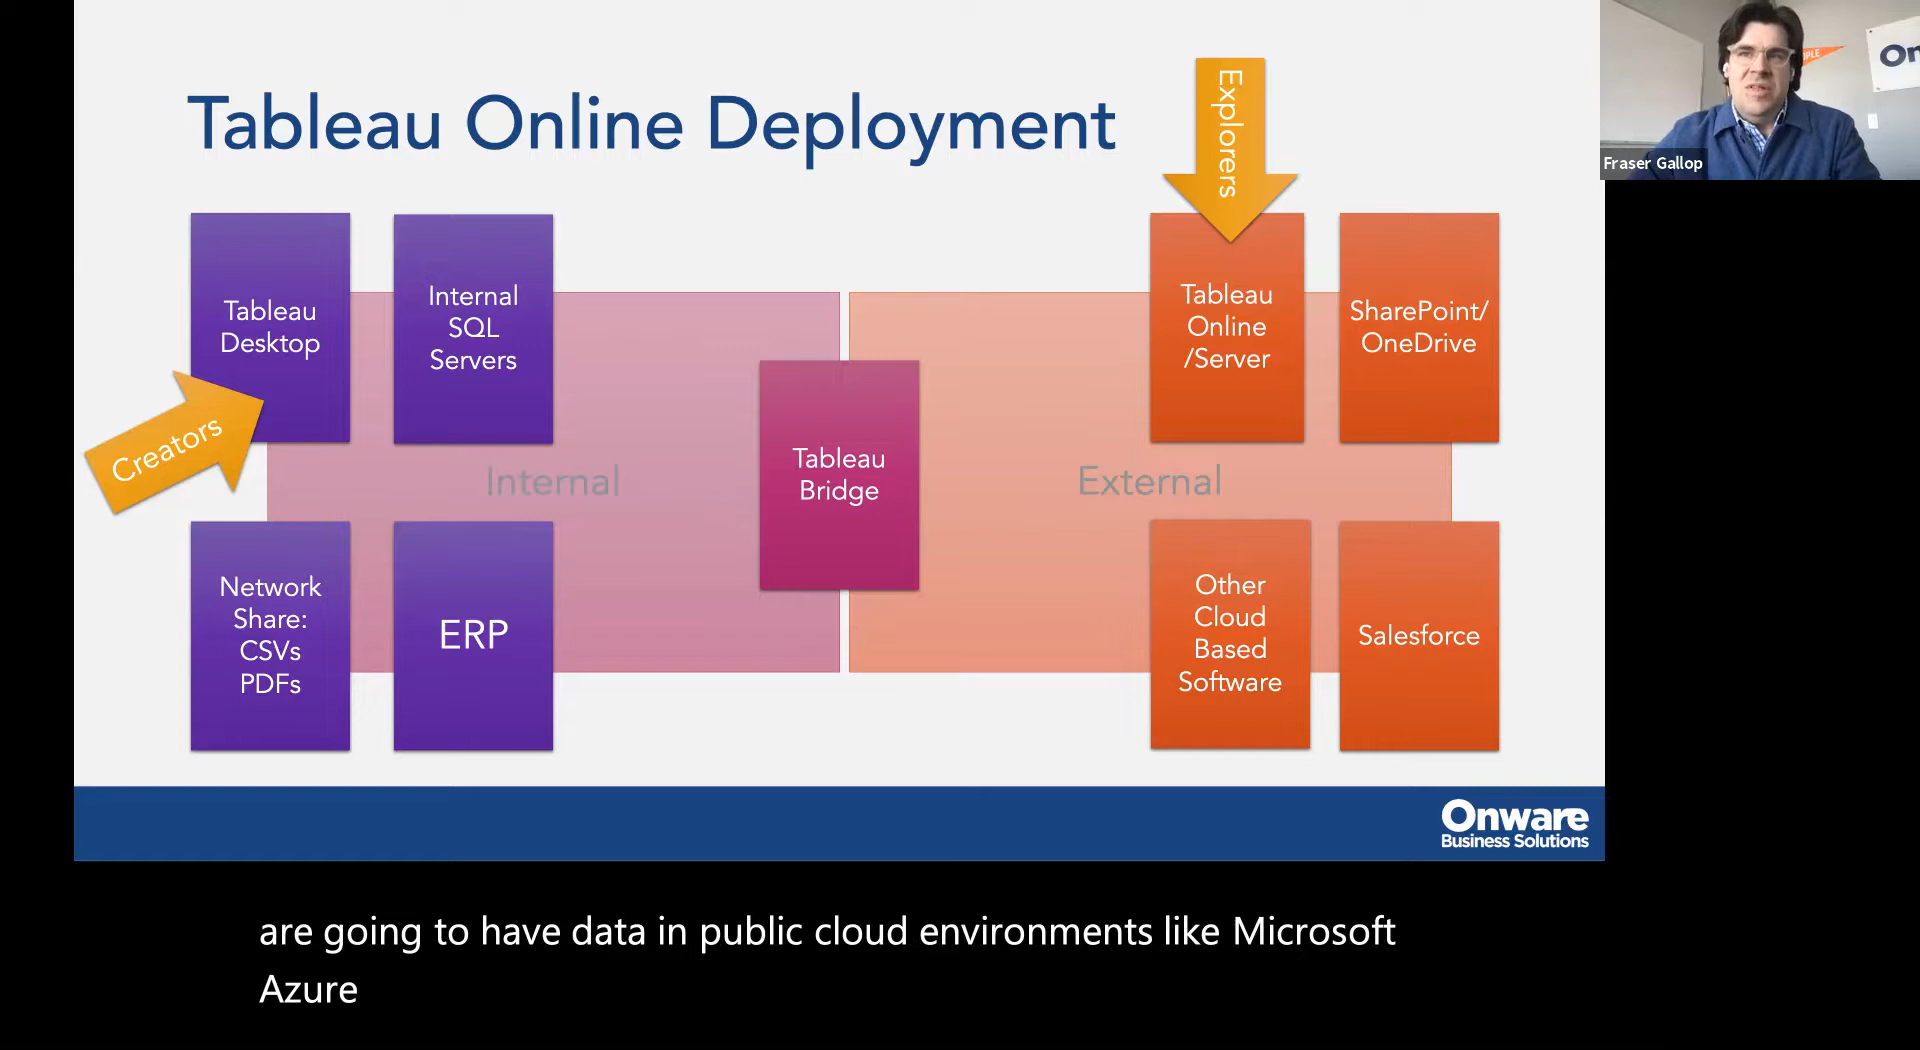 Tableau Online Deployment
Explorers
Fraser Gallop
Tableau
Desktop
Internal
SQL
Servers
Tableau
Online
/Server
SharePoint/
OneDrive
Creators
Internal
Tableau
Bridge
External
Network
Share:
CSVs
PDFs
ERP
Other
Cloud
Based
Software
Salesforce
Onware
Business Solutions
are going to have data in public cloud environments like Microsoft
Azure